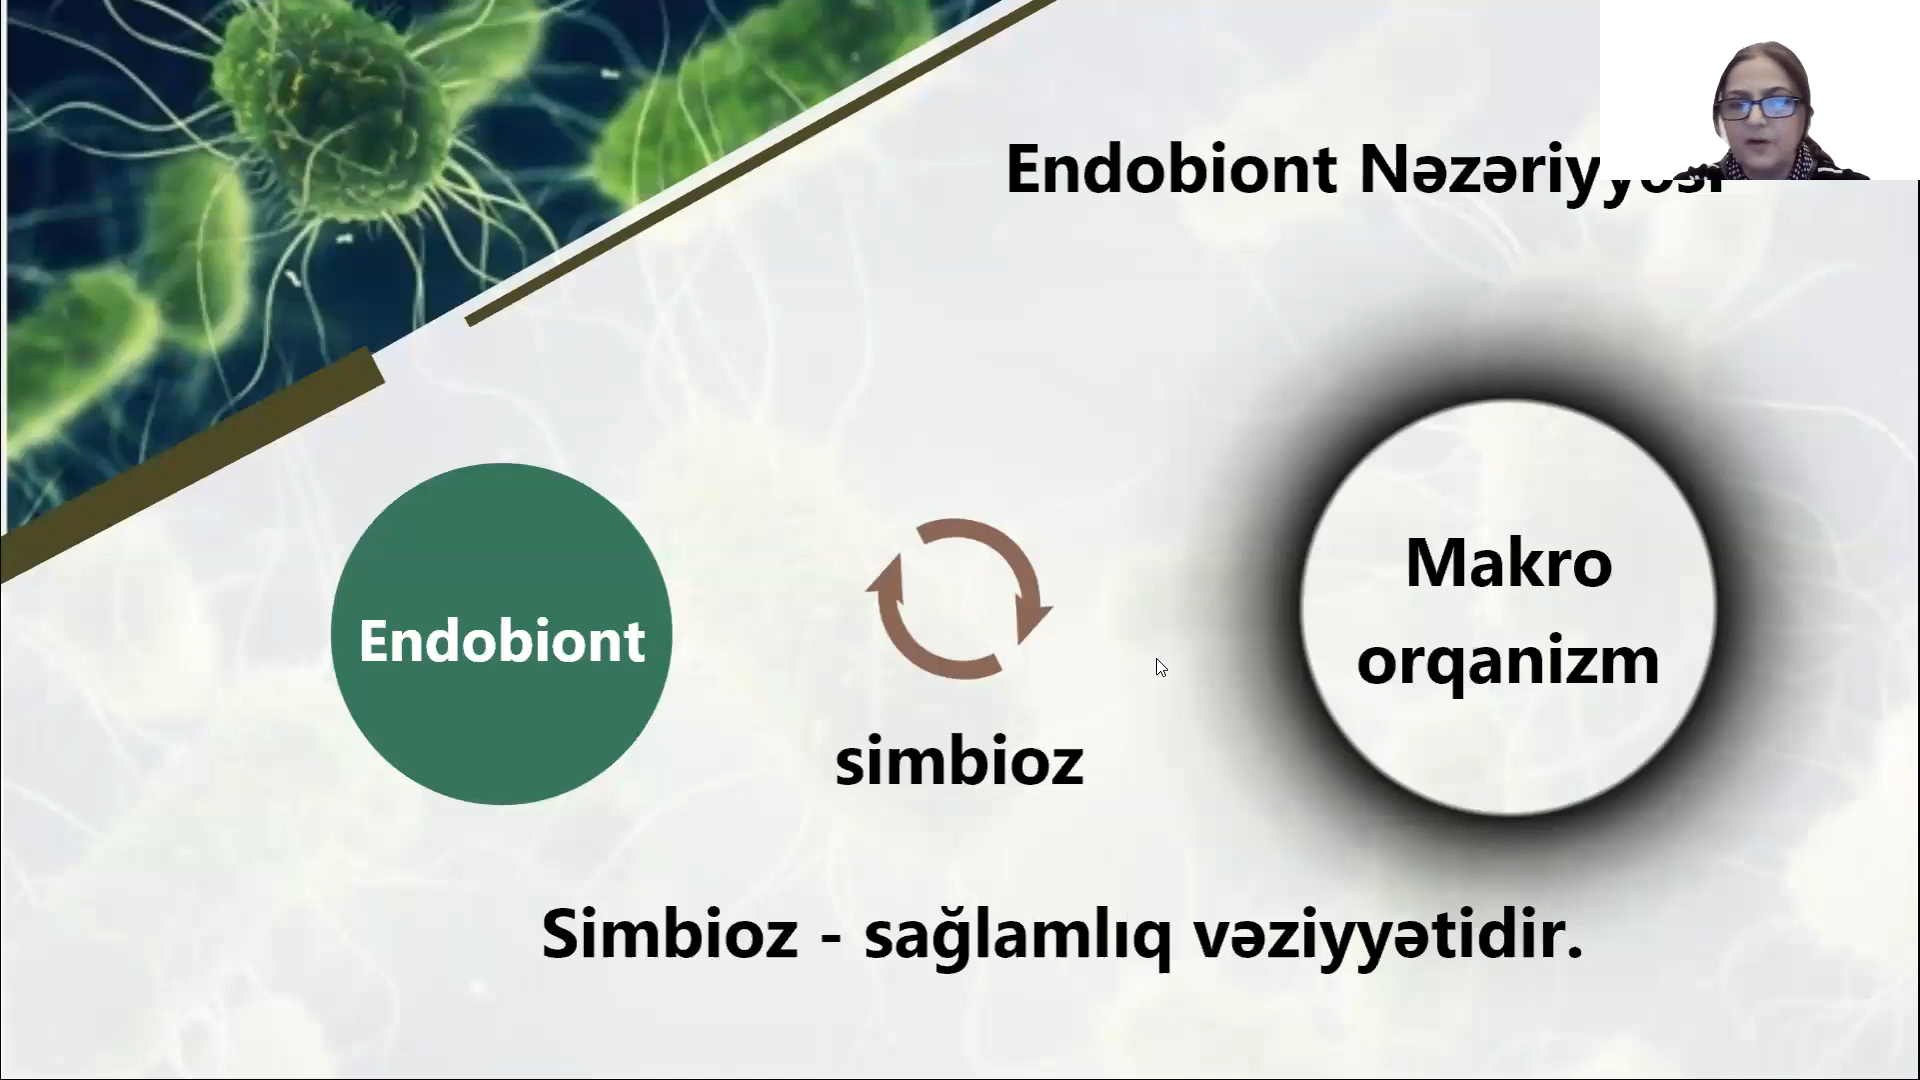 Endobiont Nəzəriyyəsi
Endobiont
simbioz
Makro
orqanizm
Simbioz - sağlamlıq vəziyyətidir.